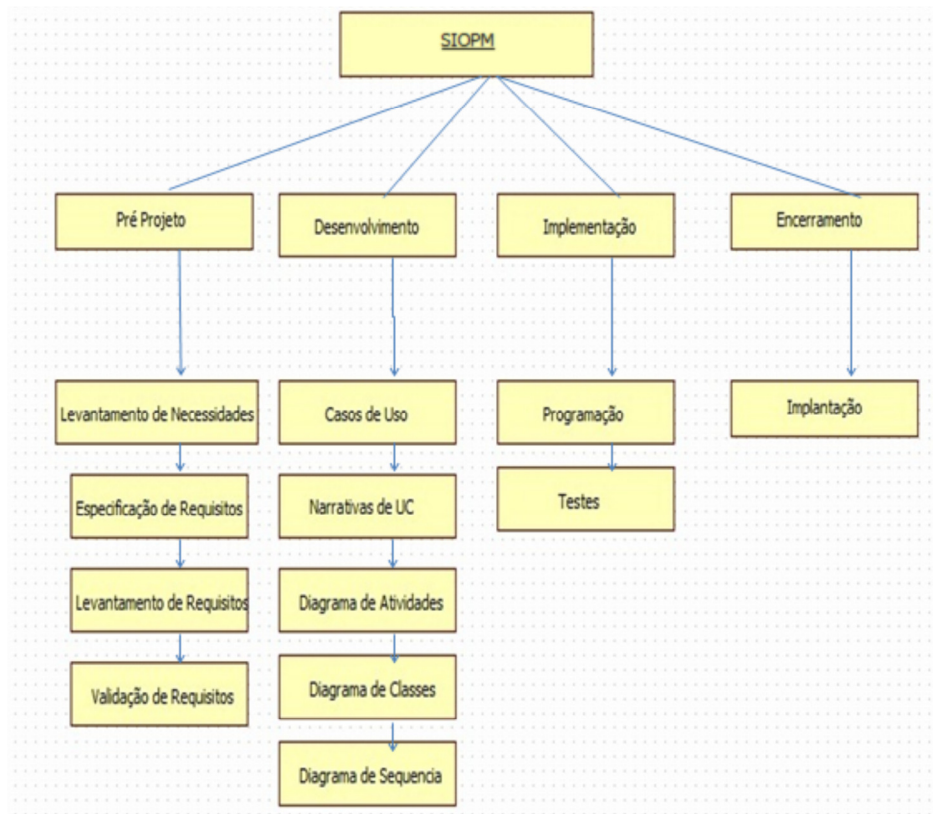 SIOPM
Pré Projeto
Desenvolvimento
Implementação
Encerramento
Levantamento de Necessidades
Casos de Uso
Programação
Implantação
Especificação de Requisitos
Narrativas de UC
Testes
Levantamento de Requisitos
Diagrama de Atividades
Validação de Requisitos
Diagrama de Classes
Diagrama de Sequencia